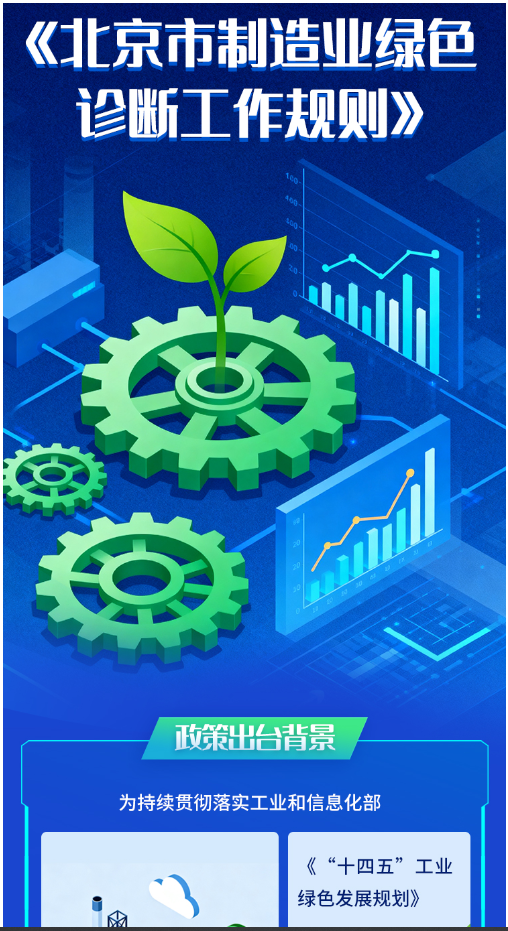 《北京市制造业绿色
诊断工作规则》
政策出台背景
为持续贯彻落实工业和信息化部
《“十四五”工业
绿色发展规划》